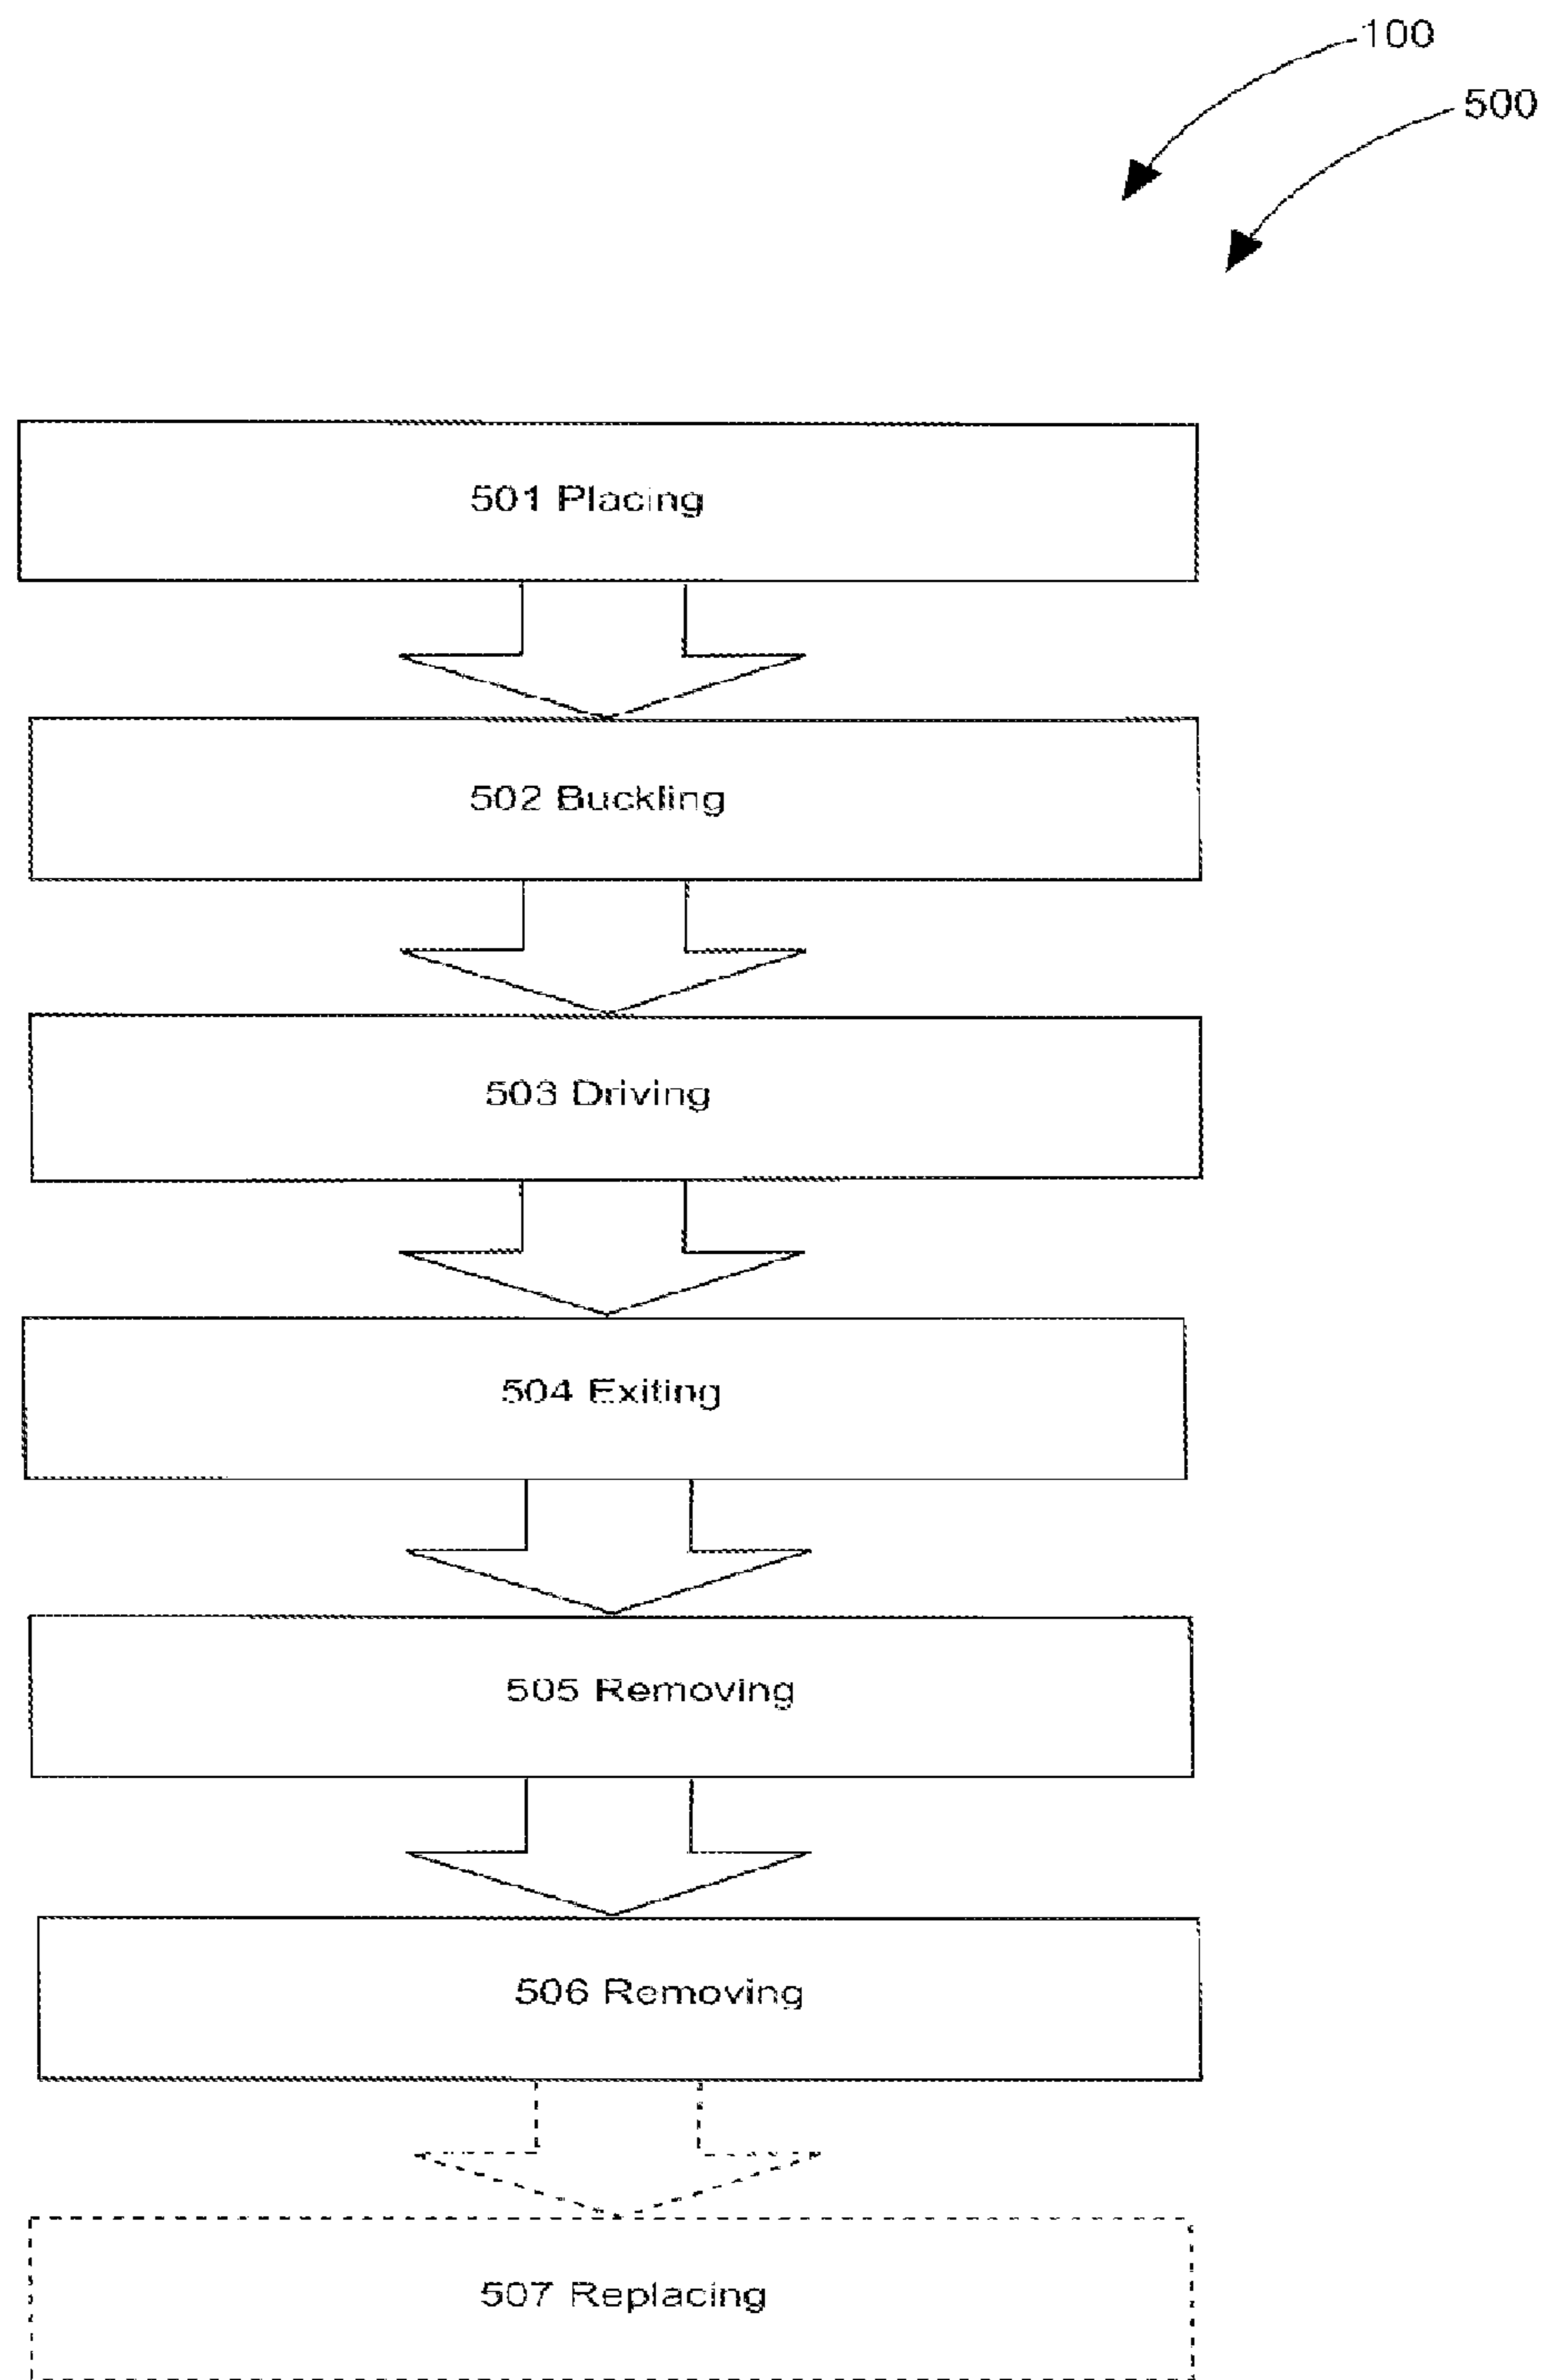 100
500
501 Placing
502 Buckling
503 Driving
504 Exiting
505 Removing
506 Removing
507 Replacing